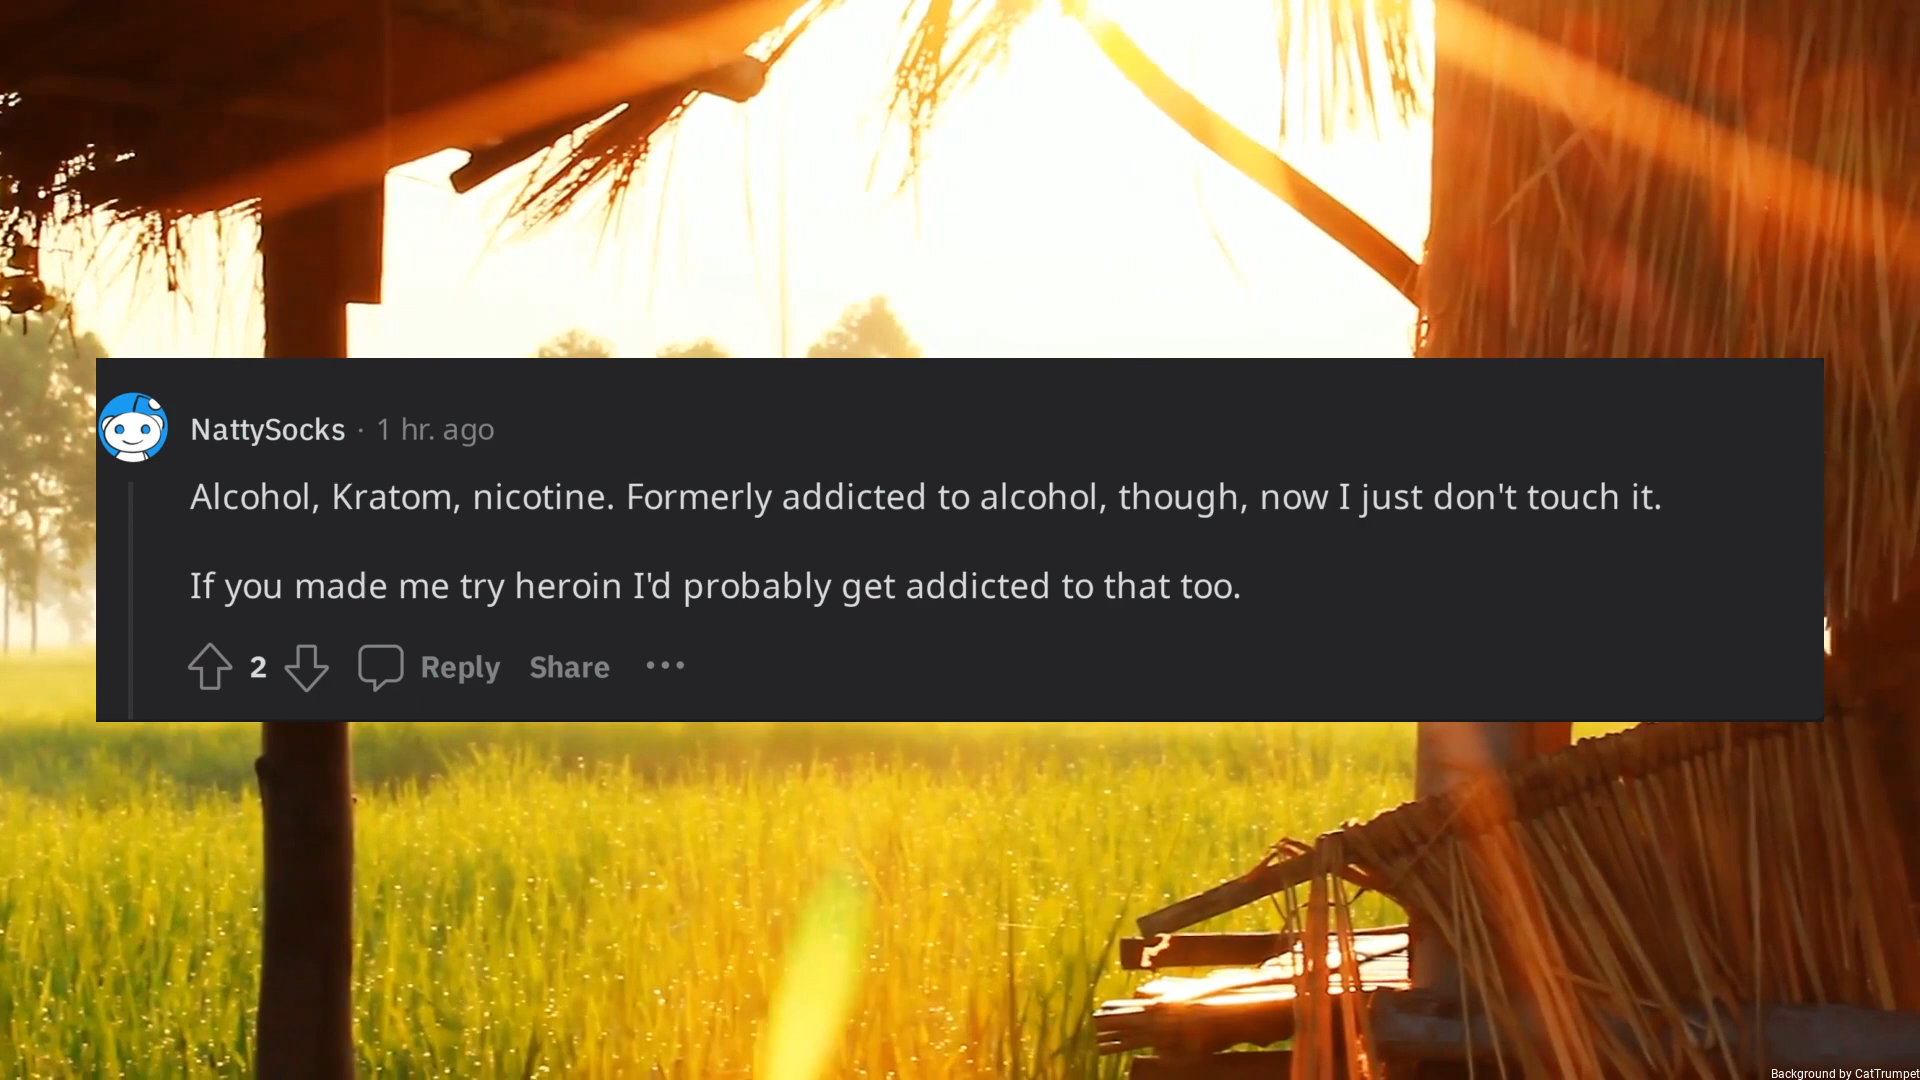 NattySocks · 1 hr. ago
Alcohol, Kratom, nicotine. Formerly addicted to alcohol, though, now I just don't touch it.
If you made me try heroin I'd probably get addicted to that too.
2 Reply Share ···
Background by CatTrumpet